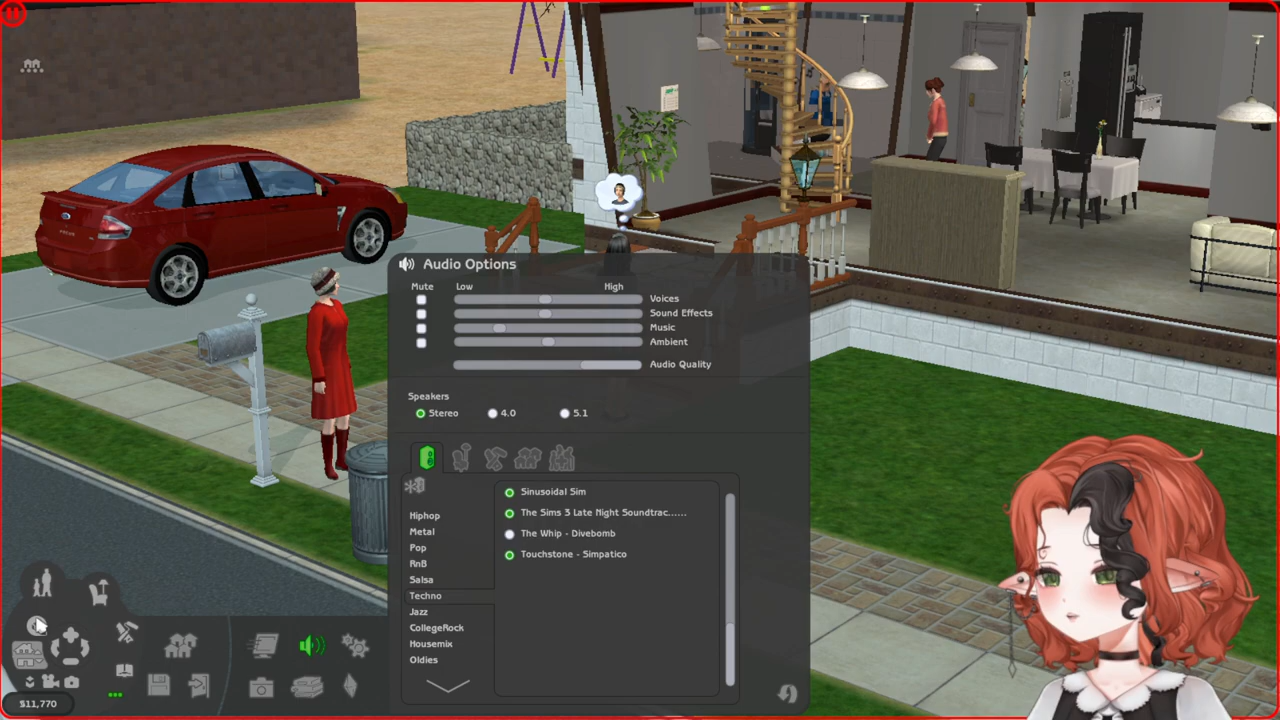 Audio Options
Mute Low High
Voices
Sound Effects
Music
Ambient
Audio Quality
Speakers
Stereo 4.0 5.1
Hiphop
Metal
Pop
RnB
Salsa
Techno
Jazz
CollegeRock
Housemix
Oldies
Sinusoidal Sim
The Sims 3 Late Night Soundtrac......
The Whip - Divebomb
Touchstone - Simpatico
$11,770